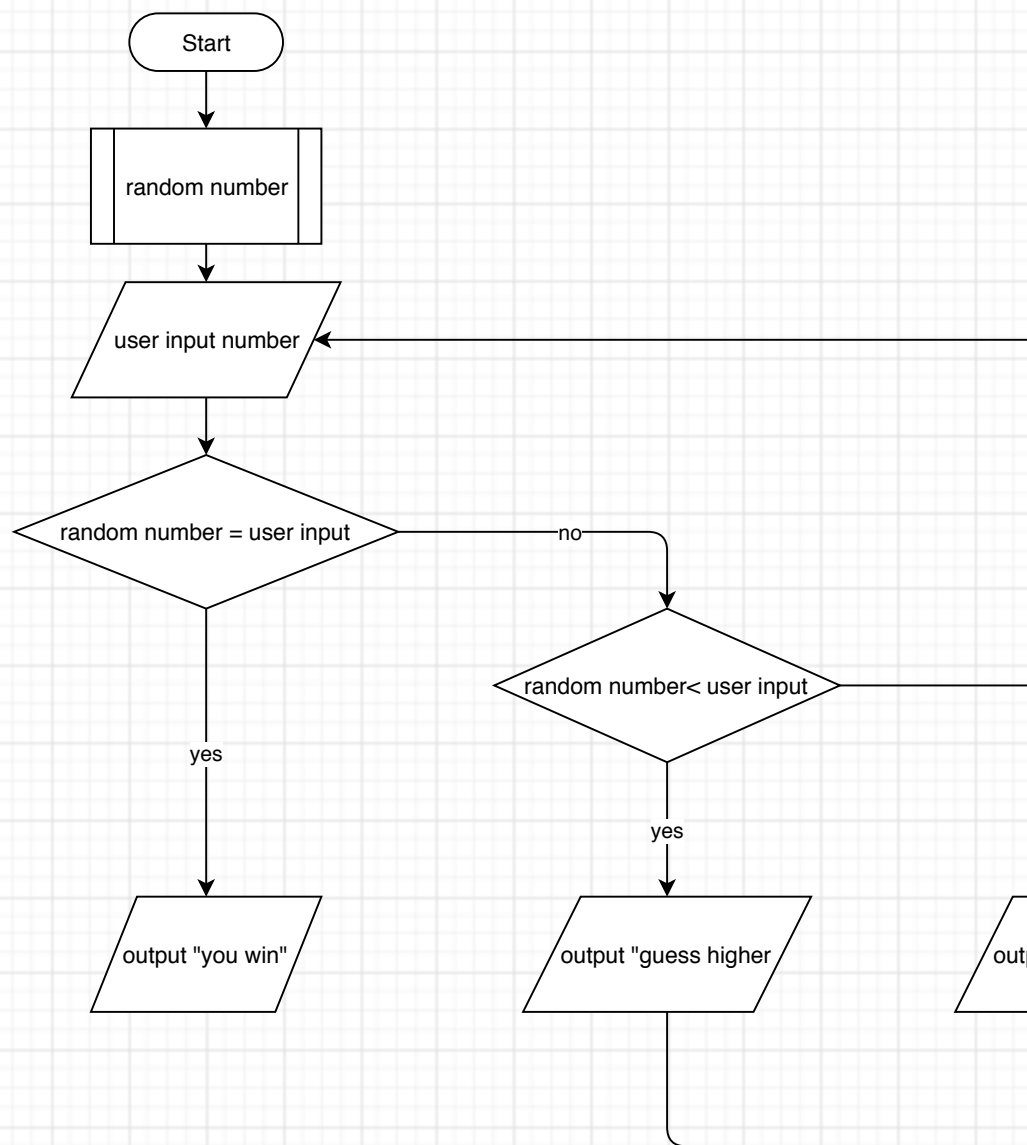 Start
random number
user input number
random number = user input
no
random number< user input
yes
yes
output "you win"
output "guess higher